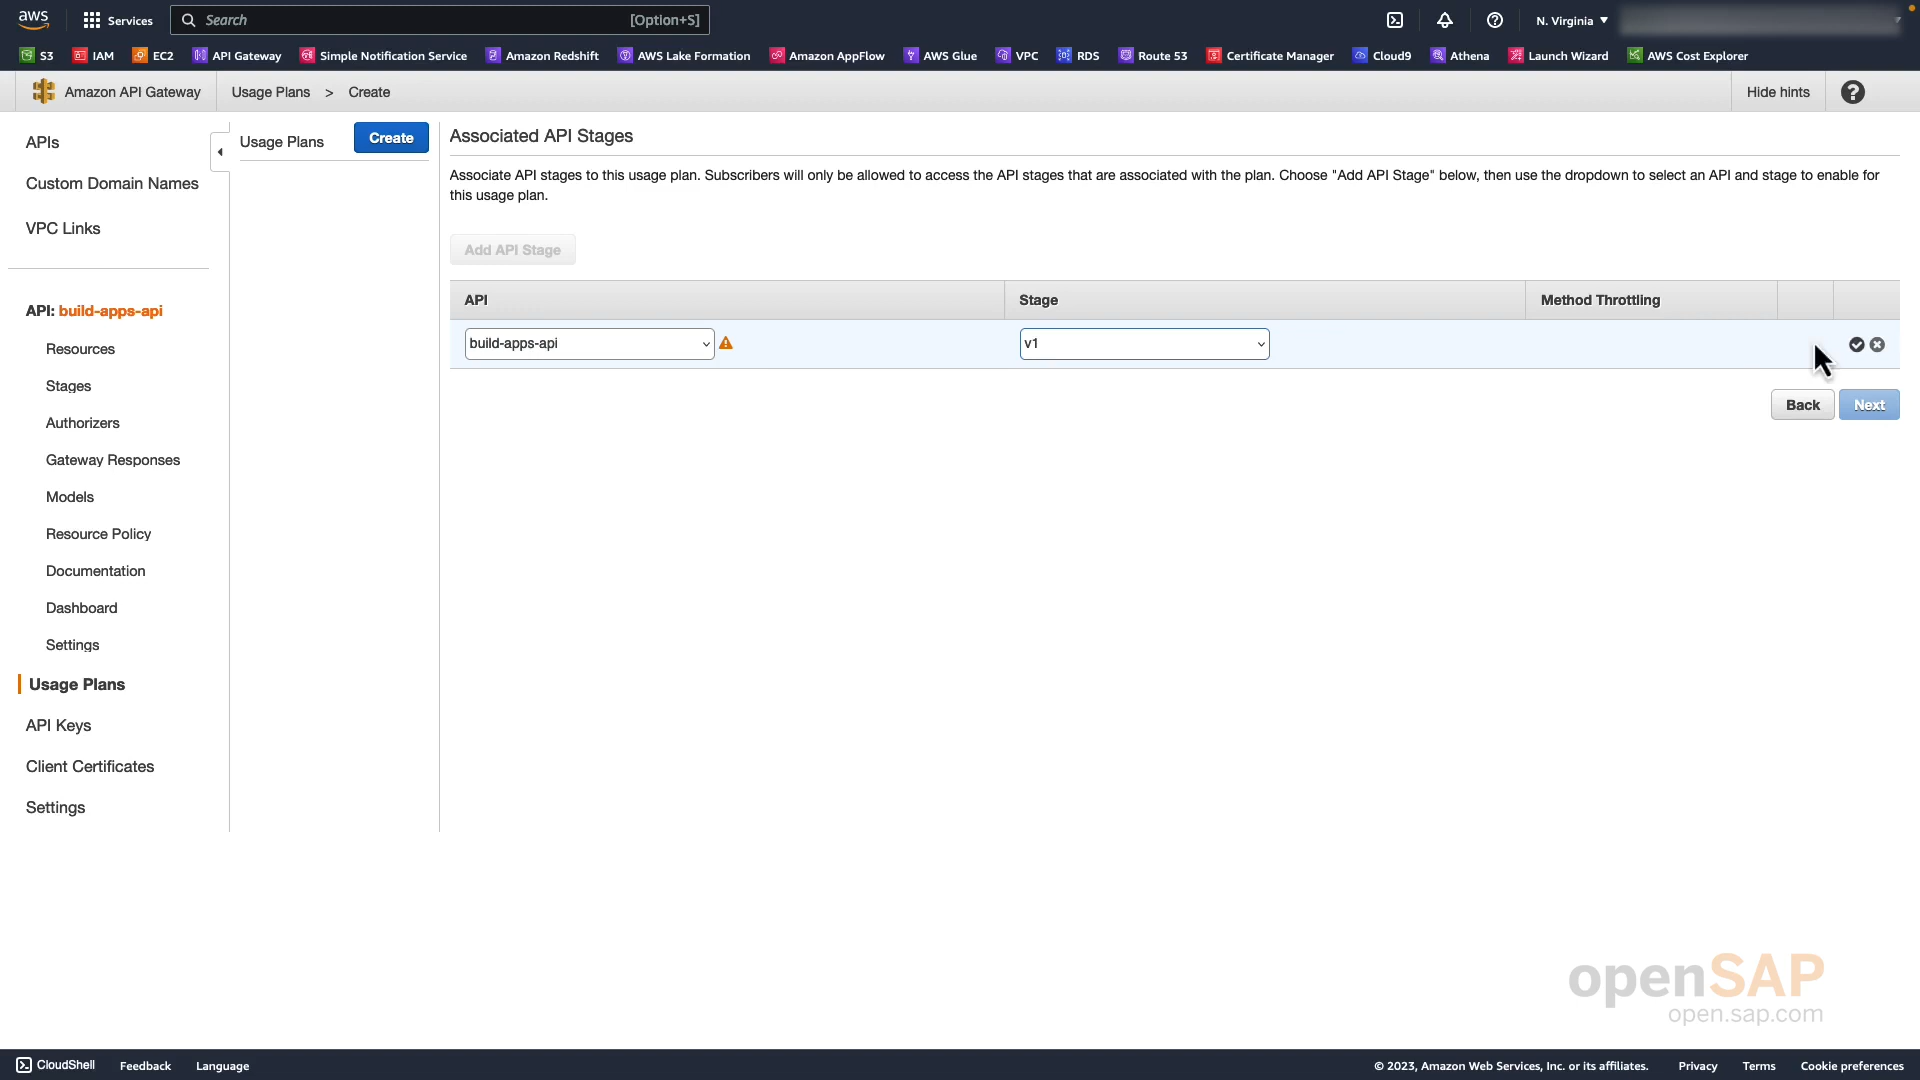 aws
Services
Search
[Option+S]
N. Virginia
S3
IAM
EC2
API Gateway
Simple Notification Service
Amazon Redshift
AWS Lake Formation
Amazon AppFlow
AWS Glue
VPC
RDS
Route 53
Certificate Manager
Cloud9
Athena
Launch Wizard
AWS Cost Explorer
Amazon API Gateway
Usage Plans > Create
Hide hints
APIs
Custom Domain Names
VPC Links
API: build-apps-api
Resources
Stages
Authorizers
Gateway Responses
Models
Resource Policy
Documentation
Dashboard
Settings
Usage Plans
API Keys
Client Certificates
Settings
Usage Plans
Create
Associated API Stages
Associate API stages to this usage plan. Subscribers will only be allowed to access the API stages that are associated with the plan. Choose "Add API Stage" below, then use the dropdown to select an API and stage to enable for
this usage plan.
Add API Stage
API
Stage
Method Throttling
build-apps-api
v1
Back
Next
openSAP
open.sap.com
CloudShell
Feedback
Language
© 2023, Amazon Web Services, Inc. or its affiliates.
Privacy
Terms
Cookie preferences